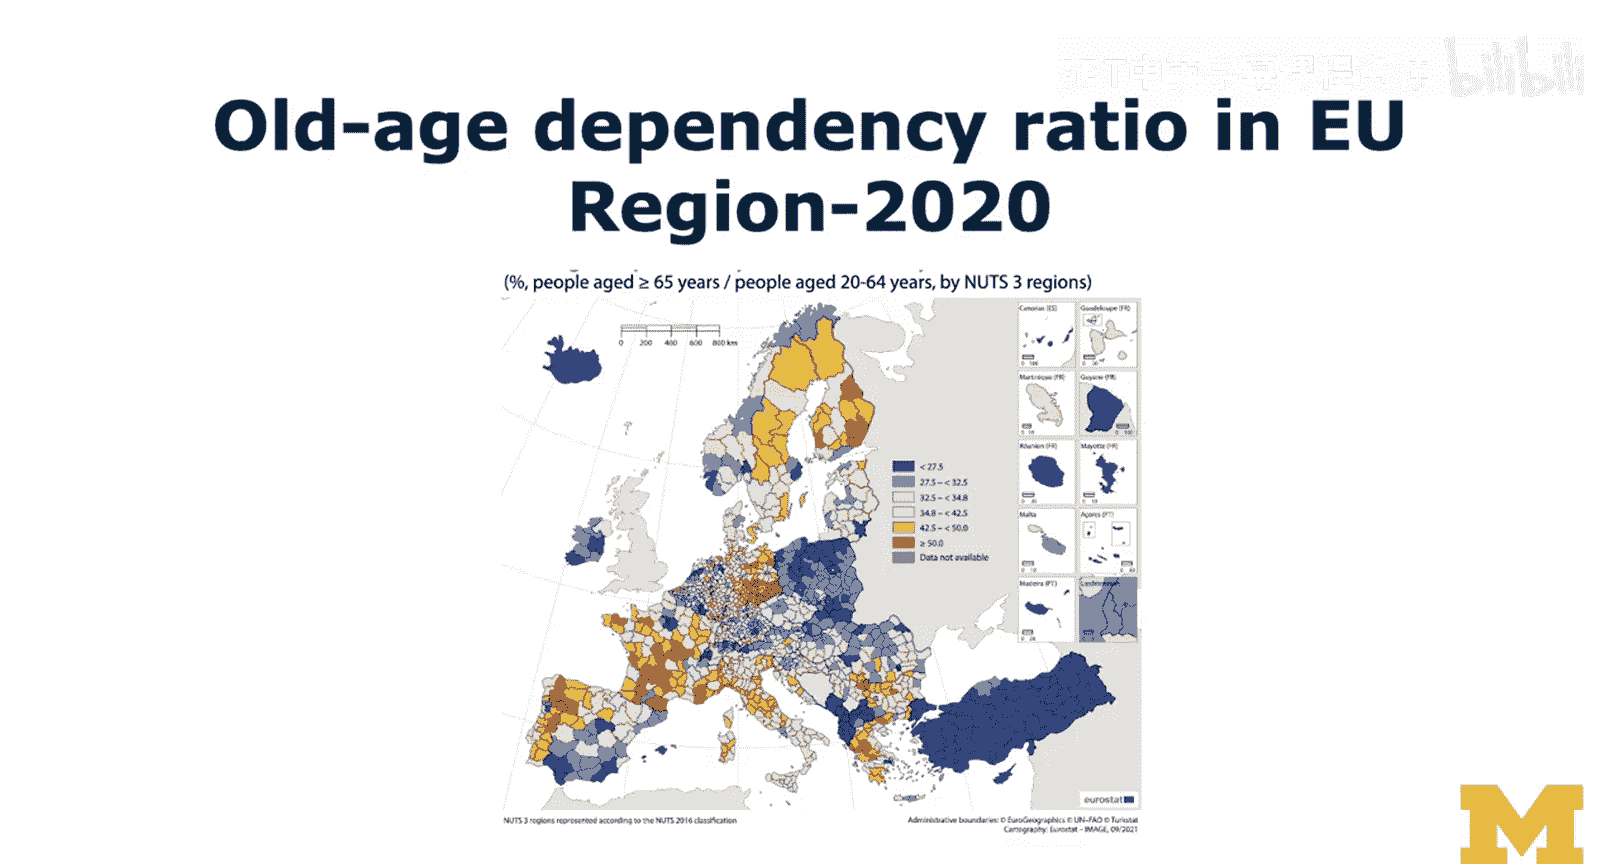 bilibili
Old-age dependency ratio in EU
Region-2020
(%, people aged ≥ 65 years / people aged 20-64 years, by NUTS 3 regions)
0 200 400 600 800 km
Canarias (ES)
Guadeloupe (FR)
Martinique (FR)
Guyane (FR)
Réunion (FR)
Mayotte (FR)
Malta
Açores (PT)
Madeira (PT)
Liechtenstein
< 27.5
27.5 – < 32.5
32.5 – < 34.8
34.8 – < 42.5
42.5 – < 50.0
≥ 50.0
Data not available
eurostat
NUTS 3 regions represented according to the NUTS 2016 classification
Administrative boundaries: © EuroGeographics © UN–FAO © Turkstat
Cartography: Eurostat – IMAGE, 09/2021
M